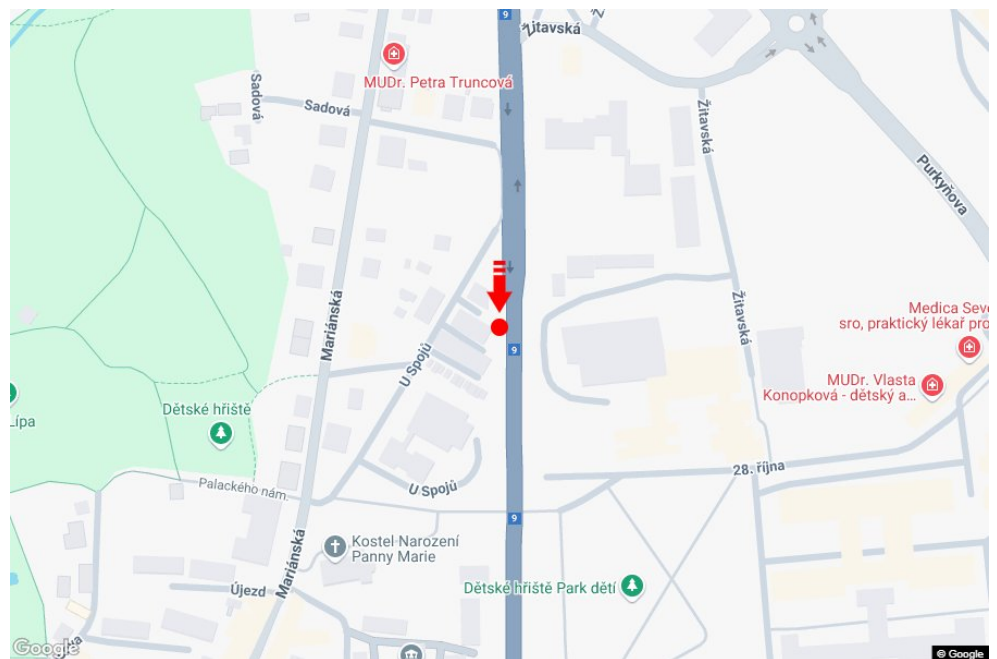 9
Žitavská
MUDr. Petra Truncová
Sadová
Sadová
Žitavská
Purkyňova
Mariánská
Žitavská
Medica Seve
sro, praktický lékař pro
U Spojů
9
MUDr. Vlasta
Konopková - dětský a...
Lípa
Dětské hřiště
28. října
Palackého nám.
U Spojů
9
Kostel Narození
Panny Marie
Mariánská
Újezd
Dětské hřiště Park dětí
Google
© Google